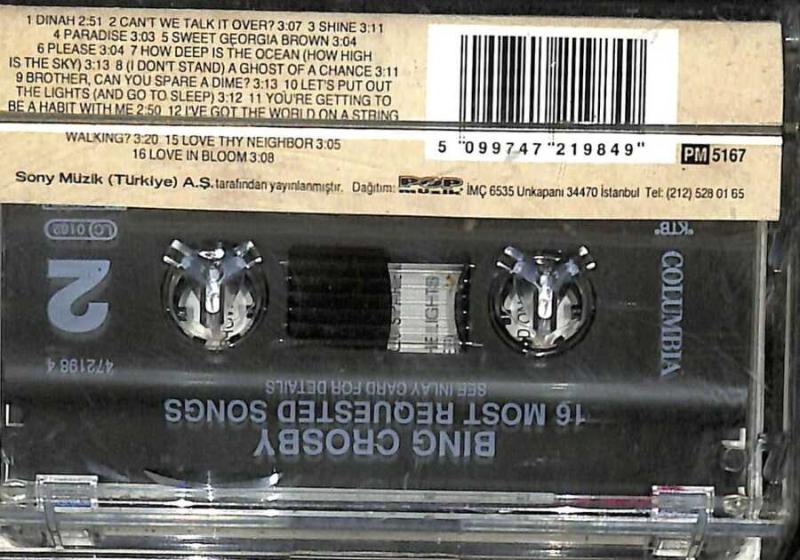 1 DINAH 2:51 2 CAN'T WE TALK IT OVER? 3:07 3 SHINE 3:11
4 PARADISE 3:03 5 SWEET GEORGIA BROWN 3:04
6 PLEASE 3:04 7 HOW DEEP IS THE OCEAN (HOW HIGH
IS THE SKY) 3:13 8 (I DON'T STAND) A GHOST OF A CHANCE 3:11
9 BROTHER, CAN YOU SPARE A DIME? 3:13 10 LET'S PUT OUT
THE LIGHTS (AND GO TO SLEEP) 3:12 11 YOU'RE GETTING TO
BE A HABIT WITH ME 2:50 12 I'VE GOT THE WORLD ON A STRING
WALKING? 3:20 15 LOVE THY NEIGHBOR 3:05
16 LOVE IN BLOOM 3:08
5 099747 219849
PM 5167
Sony Müzik (Türkiye) A.Ş. tarafından yayınlanmıştır. Dağıtım: POP MÜZİK İMÇ 6535 Unkapanı 34470 İstanbul Tel: (212) 528 01 65
BING CROSBY
16 MOST REQUESTED SONGS
SEE INLAY CARD FOR DETAILS
COLUMBIA
KTB
472198 4
2
LC 0162
HE LIGHTS